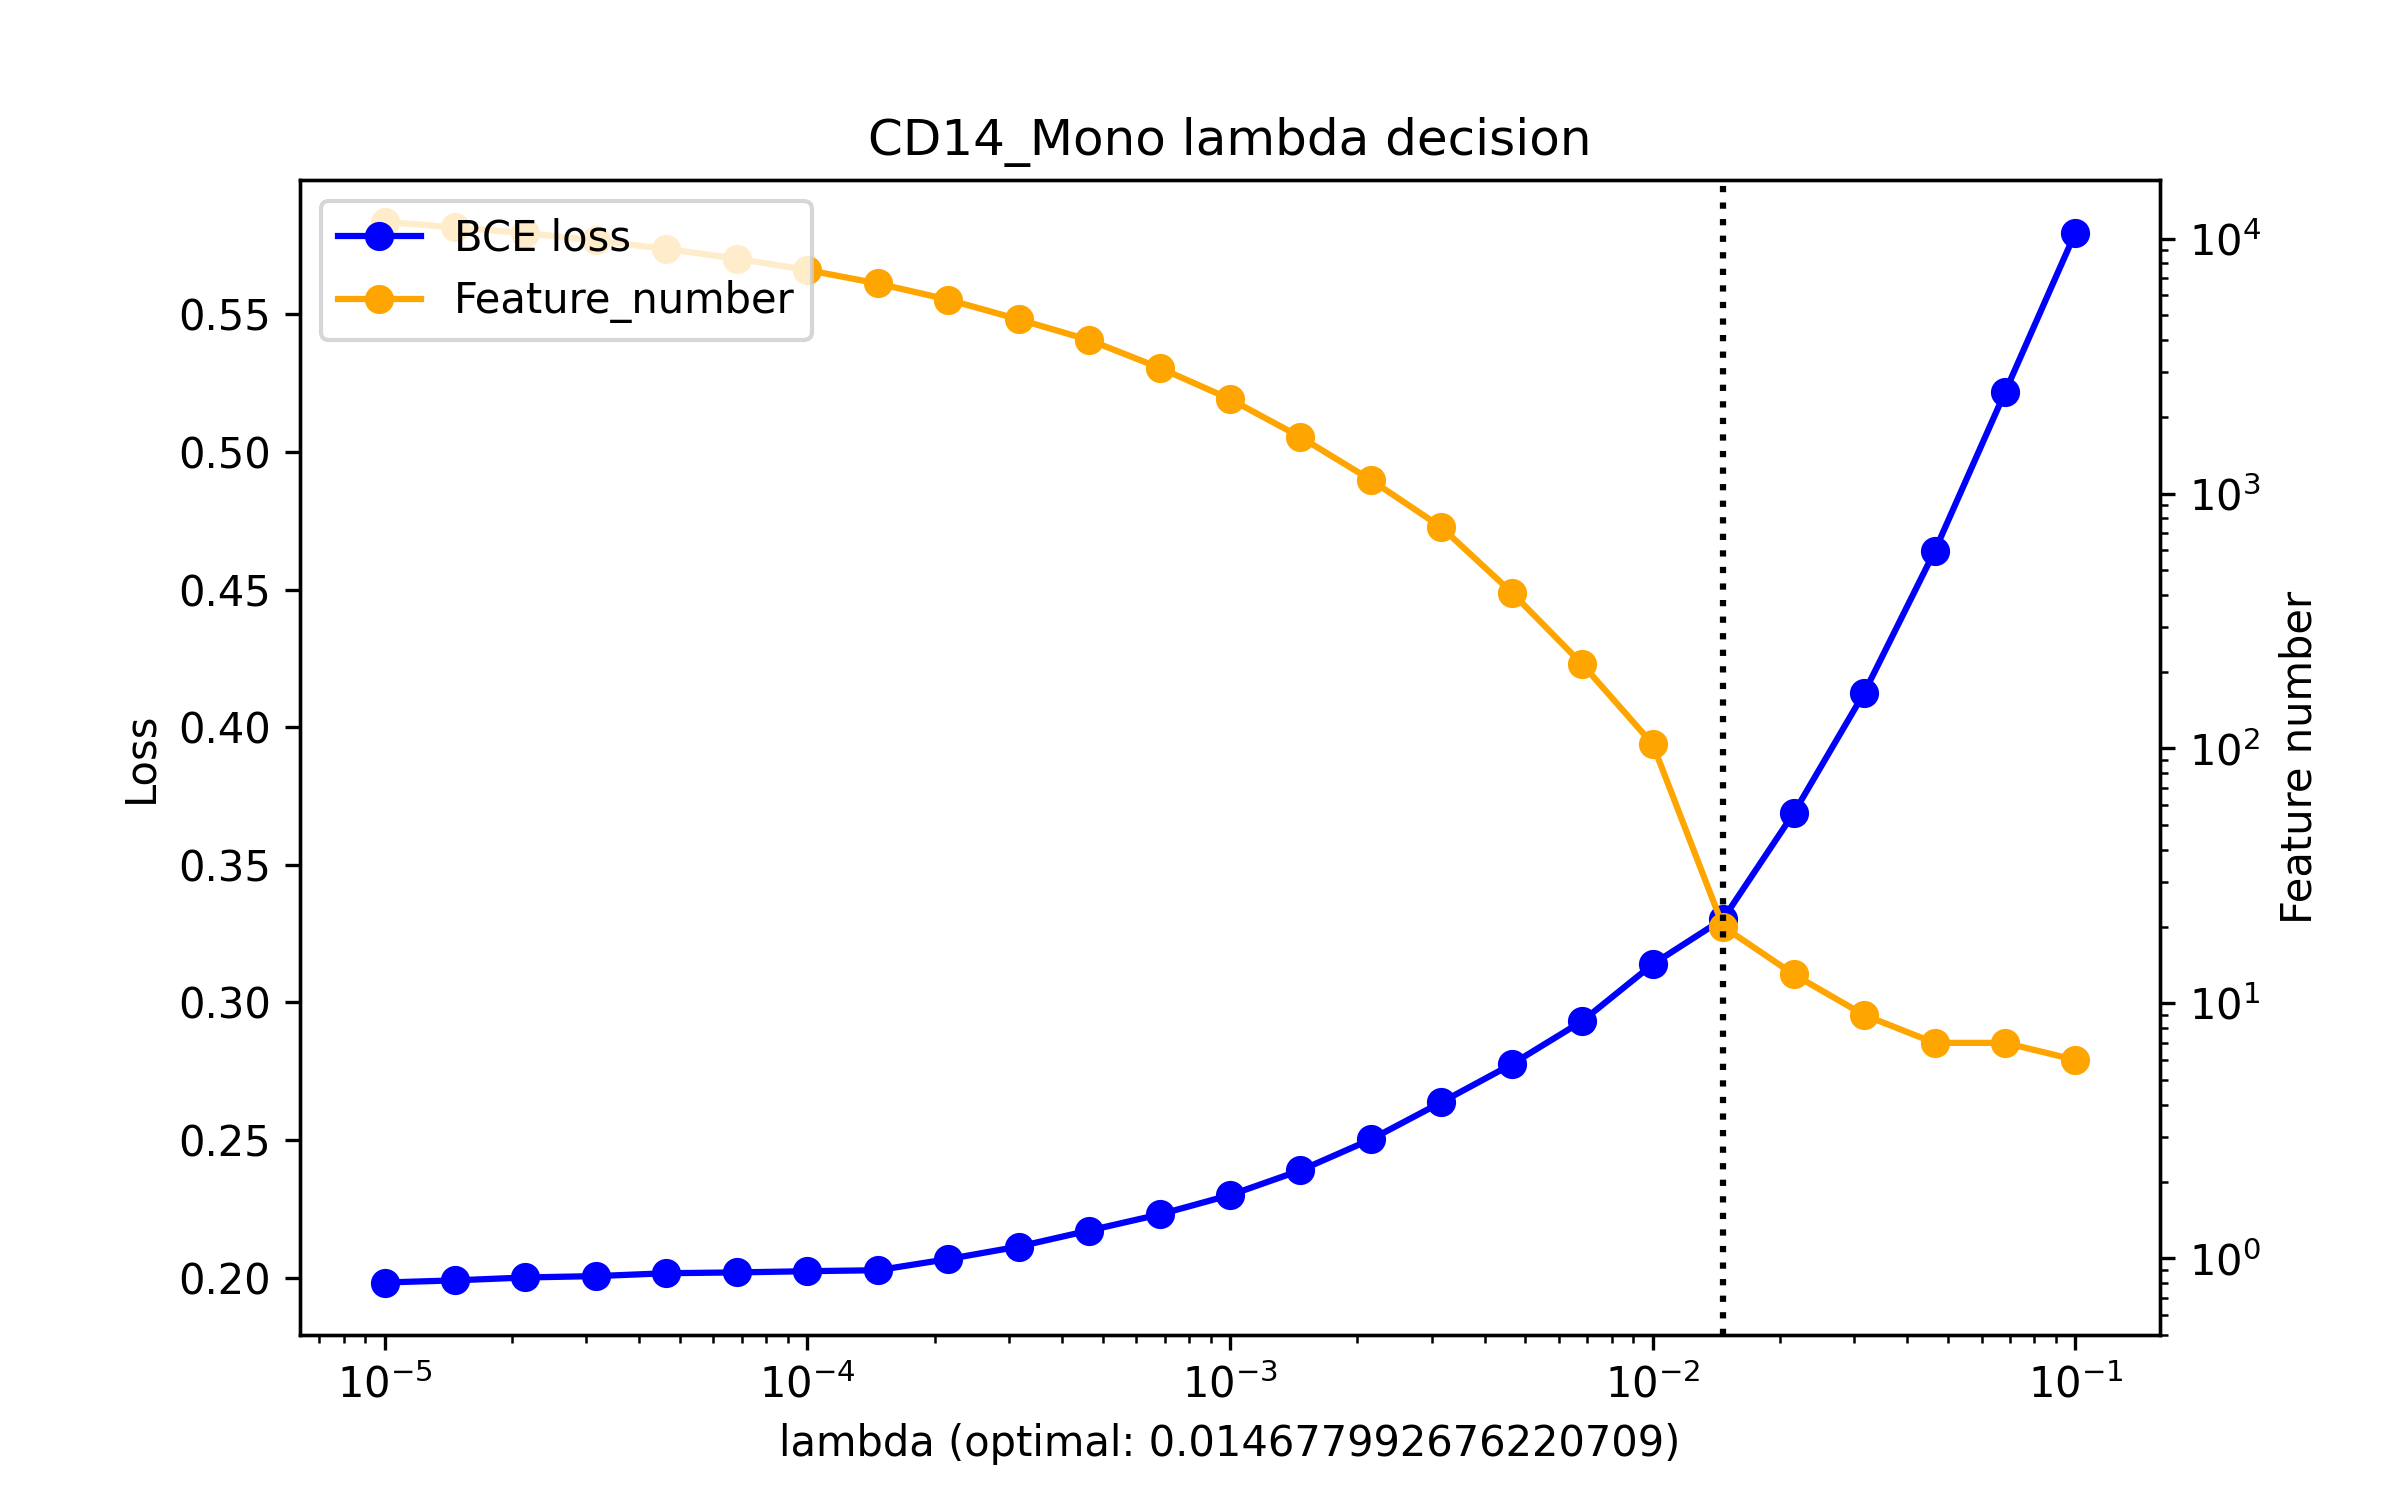 CD14_Mono lambda decision
BCE loss
Feature_number
0.55
0.50
0.45
0.40
0.35
0.30
0.25
0.20
Loss
10⁴
10³
10²
10¹
10⁰
Feature number
10⁻⁵ 10⁻⁴ 10⁻³ 10⁻² 10⁻¹
lambda (optimal: 0.014677992676220709)